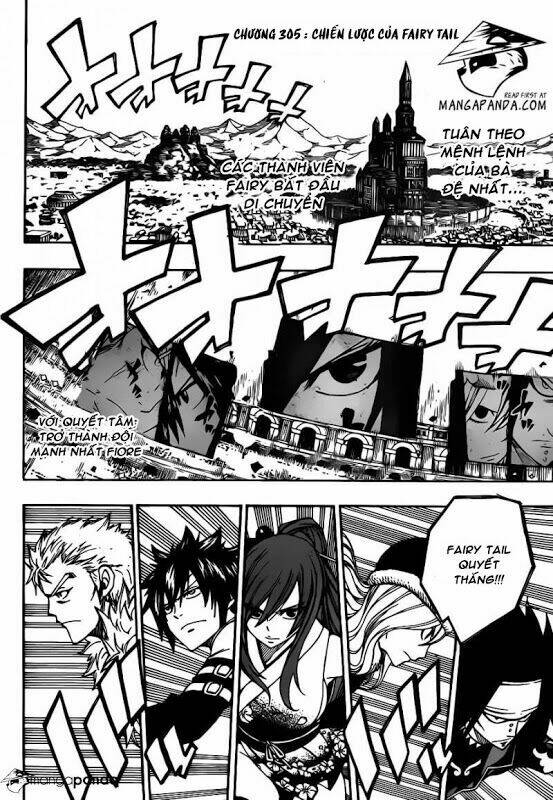 CHƯƠNG 305 : CHIẾN LƯỢC CỦA FAIRY TAIL
READ FIRST AT
MANGAPANDA.COM
TUÂN THEO
MỆNH LỆNH
CỦA BÀ
ĐỆ NHẤT...
CÁC THÀNH VIÊN
FAIRY BẮT ĐẦU
DI CHUYỂN
VỚI QUYẾT TÂM
TRỞ THÀNH ĐỘI
MẠNH NHẤT FIORE
FAIRY TAIL
QUYẾT
THẮNG!!!
mangapanda